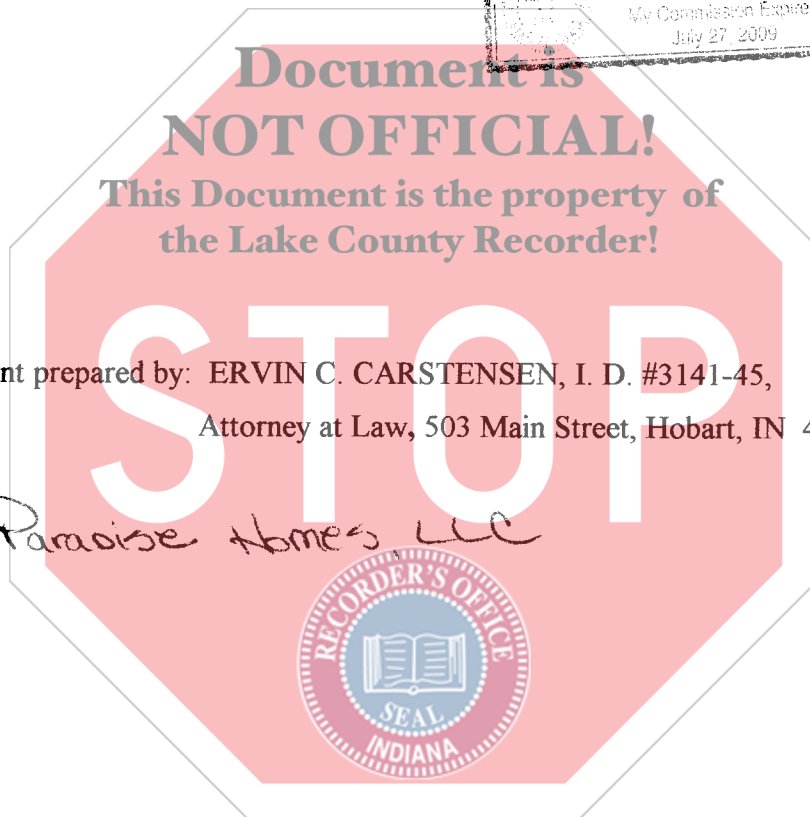 My Commission Expire
July 27, 2009
Document is
NOT OFFICIAL!
This Document is the property of
the Lake County Recorder!
STOP
nt prepared by: ERVIN C. CARSTENSEN, I. D. #3141-45,
Attorney at Law, 503 Main Street, Hobart, IN 4
Paradise Homes, LLC
RECORDER'S OFFICE
SEAL
INDIANA